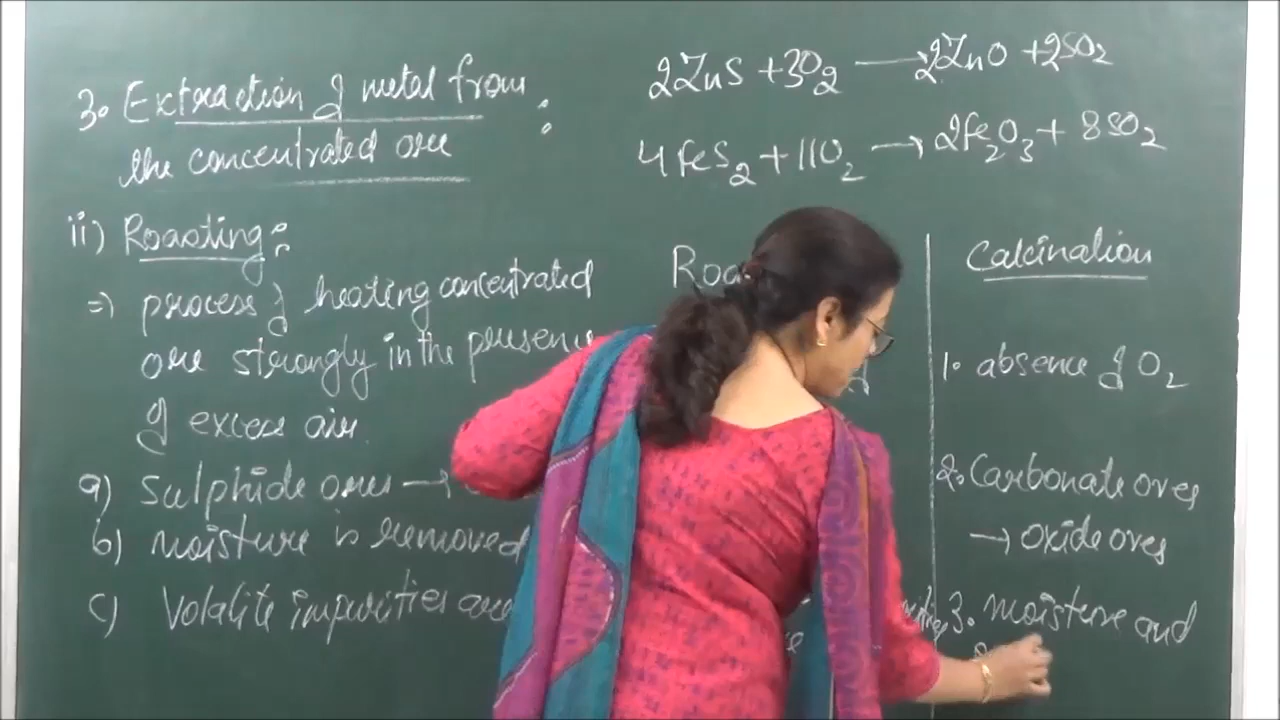 3. Extraction of metal from :
the concentrated ore
ii) Roasting :
⇒ process of heating concentrated
ore strongly in the presence
of excess air.
a) Sulphide ores →
b) moisture is removed
c) Volalite impurities are
2ZnS + 3O2 → 2ZnO + 2SO2
4FeS2 + 11O2 → 2Fe2O3 + 8SO2
Calcination
1. absence of O2
2. Carbonate ores
→ oxide ores
3. moisture and